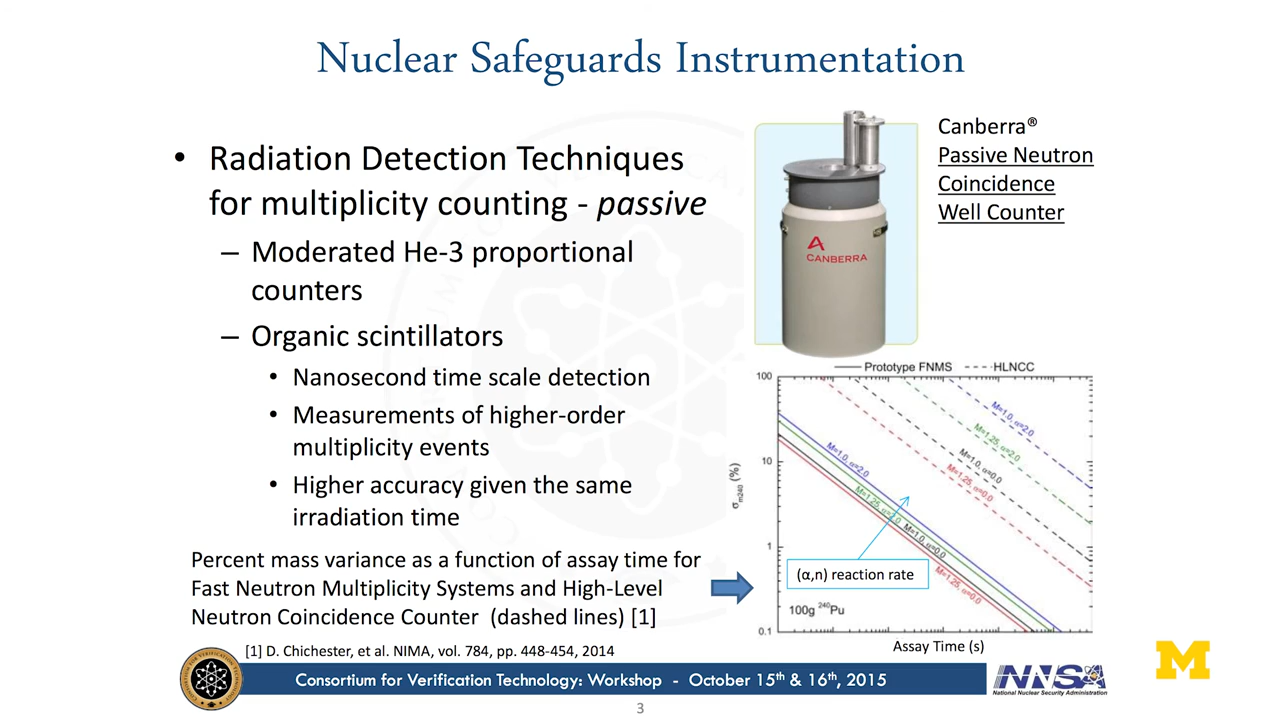 Nuclear Safeguards Instrumentation
• Radiation Detection Techniques
for multiplicity counting - passive
– Moderated He-3 proportional
counters
– Organic scintillators
• Nanosecond time scale detection
• Measurements of higher-order
multiplicity events
• Higher accuracy given the same
irradiation time
Percent mass variance as a function of assay time for
Fast Neutron Multiplicity Systems and High-Level
Neutron Coincidence Counter (dashed lines) [1]
[1] D. Chichester, et al. NIMA, vol. 784, pp. 448-454, 2014
Canberra®
Passive Neutron
Coincidence
Well Counter
CANBERRA
Prototype FNMS
HLNCC
100
10
1
0.1
σm240 (%)
M=1.0, α=2.0
M=1.25, α=2.0
M=1.0, α=0.0
M=1.25, α=0.0
M=1.0, α=2.0
M=1.0, α=0.0
M=1.25, α=0.0
(α,n) reaction rate
100g ²⁴⁰Pu
Assay Time (s)
Consortium for Verification Technology: Workshop - October 15th & 16th, 2015
NNSA
National Nuclear Security Administration
M
3